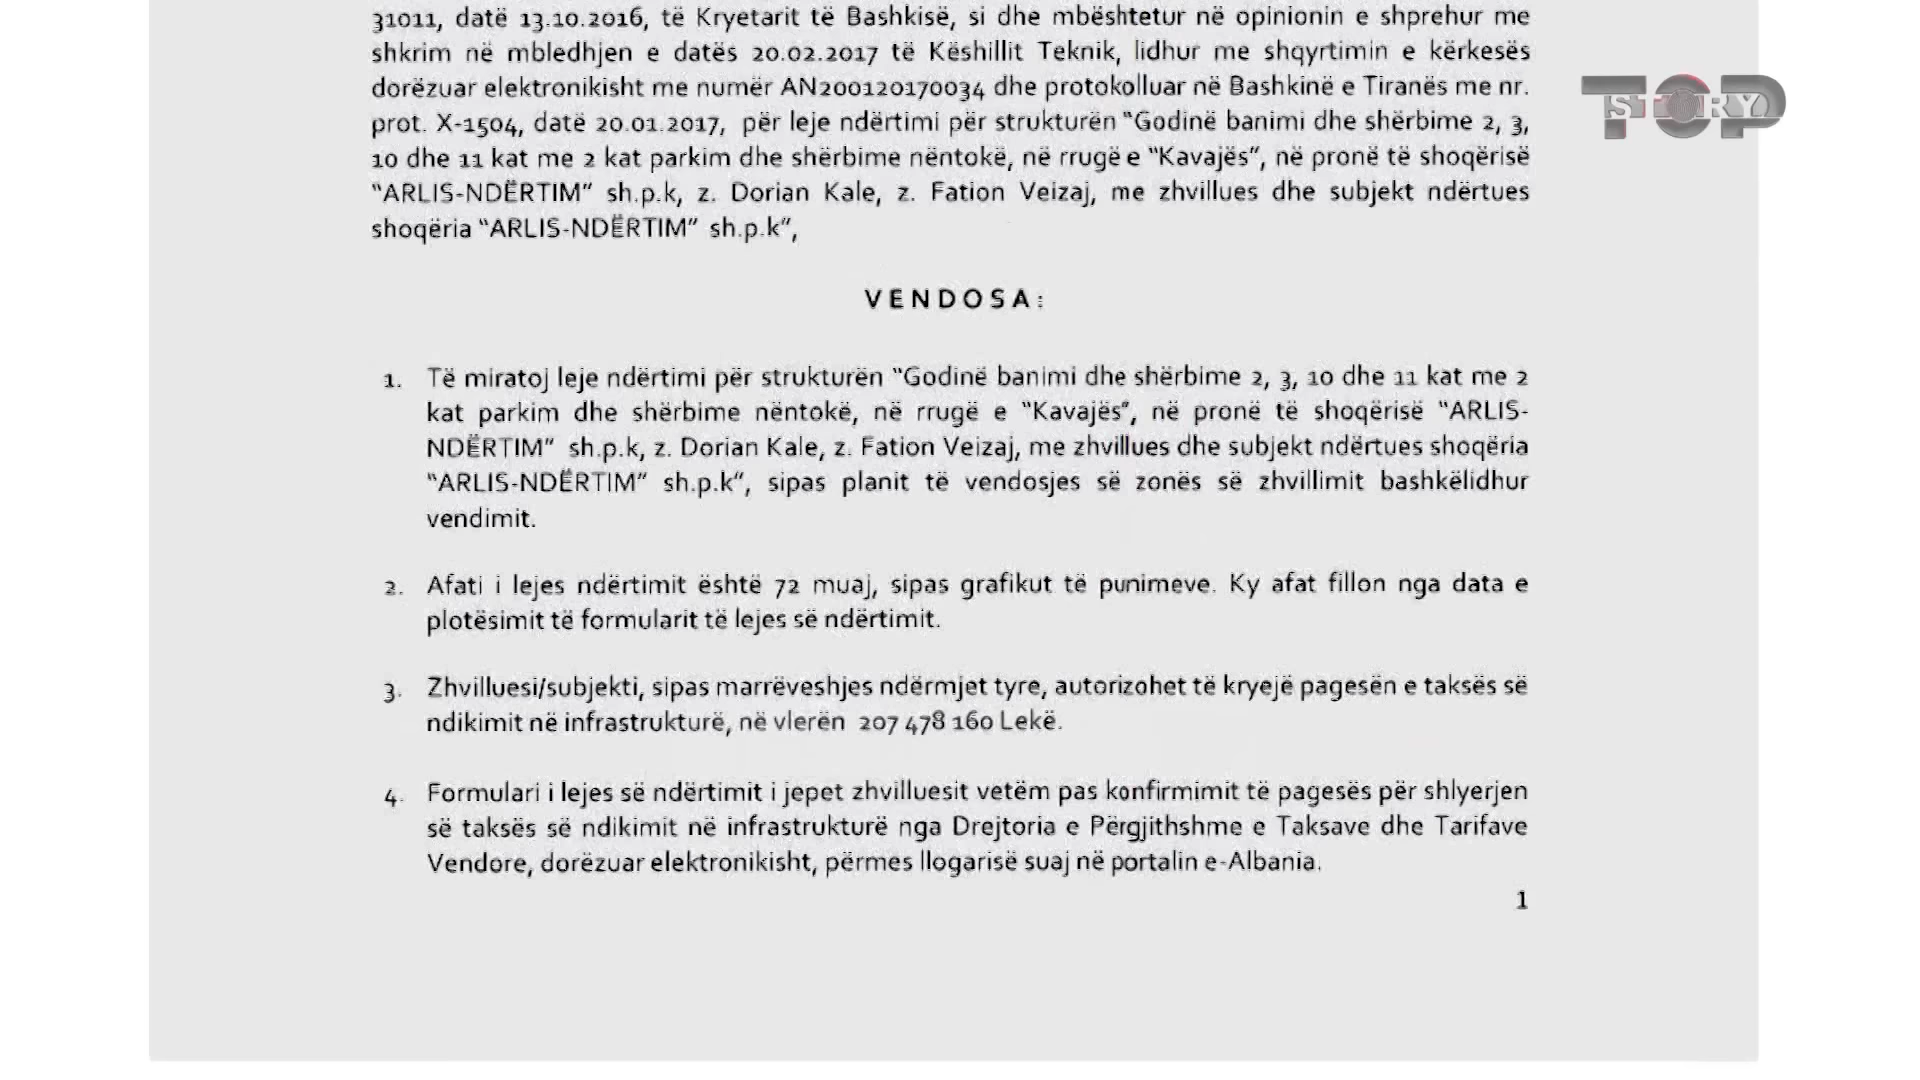 31011, datë 13.10.2016, të Kryetarit të Bashkisë, si dhe mbështetur në opinionin e shprehur me
shkrim në mbledhjen e datës 20.02.2017 të Këshillit Teknik, lidhur me shqyrtimin e kërkesës
dorëzuar elektronikisht me numër AN200120170034 dhe protokolluar në Bashkinë e Tiranës me nr.
prot. X-1504, datë 20.01.2017, për leje ndërtimi për strukturën "Godinë banimi dhe shërbime 2, 3,
10 dhe 11 kat me 2 kat parkim dhe shërbime nëntokë, në rrugë e "Kavajës", në pronë të shoqërisë
"ARLIS-NDËRTIM" sh.p.k, z. Dorian Kale, z. Fation Veizaj, me zhvillues dhe subjekt ndërtues
shoqëria "ARLIS-NDËRTIM" sh.p.k",
VENDOSA:
1. Të miratoj leje ndërtimi për strukturën "Godinë banimi dhe shërbime 2, 3, 10 dhe 11 kat me 2
kat parkim dhe shërbime nëntokë, në rrugë e "Kavajës", në pronë të shoqërisë "ARLIS-
NDËRTIM" sh.p.k, z. Dorian Kale, z. Fation Veizaj, me zhvillues dhe subjekt ndërtues shoqëria
"ARLIS-NDËRTIM" sh.p.k", sipas planit të vendosjes së zonës së zhvillimit bashkëlidhur
vendimit.
2. Afati i lejes ndërtimit është 72 muaj, sipas grafikut të punimeve. Ky afat fillon nga data e
plotësimit të formularit të lejes së ndërtimit.
3. Zhvilluesi/subjekti, sipas marrëveshjes ndërmjet tyre, autorizohet të kryejë pagesën e taksës së
ndikimit në infrastrukturë, në vlerën 207 478 160 Lekë.
4. Formulari i lejes së ndërtimit i jepet zhvilluesit vetëm pas konfirmimit të pagesës për shlyerjen
së taksës së ndikimit në infrastrukturë nga Drejtoria e Përgjithshme e Taksave dhe Tarifave
Vendore, dorëzuar elektronikisht, përmes llogarisë suaj në portalin e-Albania.
1
TOP STORY